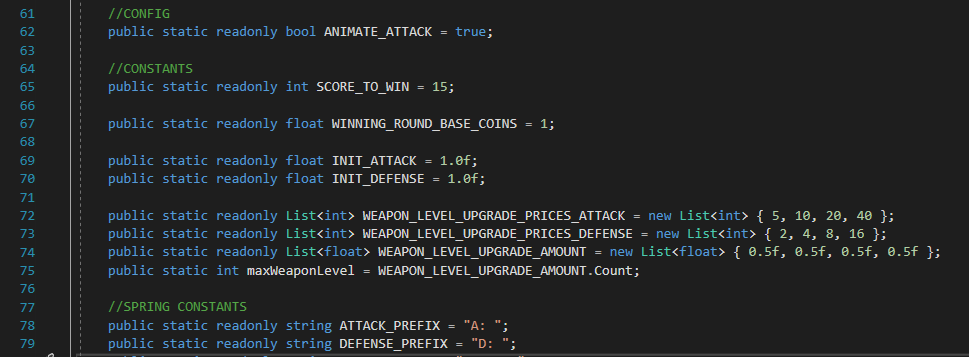 61 //CONFIG
62 public static readonly bool ANIMATE_ATTACK = true;
63
64 //CONSTANTS
65 public static readonly int SCORE_TO_WIN = 15;
66
67 public static readonly float WINNING_ROUND_BASE_COINS = 1;
68
69 public static readonly float INIT_ATTACK = 1.0f;
70 public static readonly float INIT_DEFENSE = 1.0f;
71
72 public static readonly List<int> WEAPON_LEVEL_UPGRADE_PRICES_ATTACK = new List<int> { 5, 10, 20, 40 };
73 public static readonly List<int> WEAPON_LEVEL_UPGRADE_PRICES_DEFENSE = new List<int> { 2, 4, 8, 16 };
74 public static readonly List<float> WEAPON_LEVEL_UPGRADE_AMOUNT = new List<float> { 0.5f, 0.5f, 0.5f, 0.5f };
75 public static int maxWeaponLevel = WEAPON_LEVEL_UPGRADE_AMOUNT.Count;
76
77 //SPRING CONSTANTS
78 public static readonly string ATTACK_PREFIX = "A: ";
79 public static readonly string DEFENSE_PREFIX = "D: ";